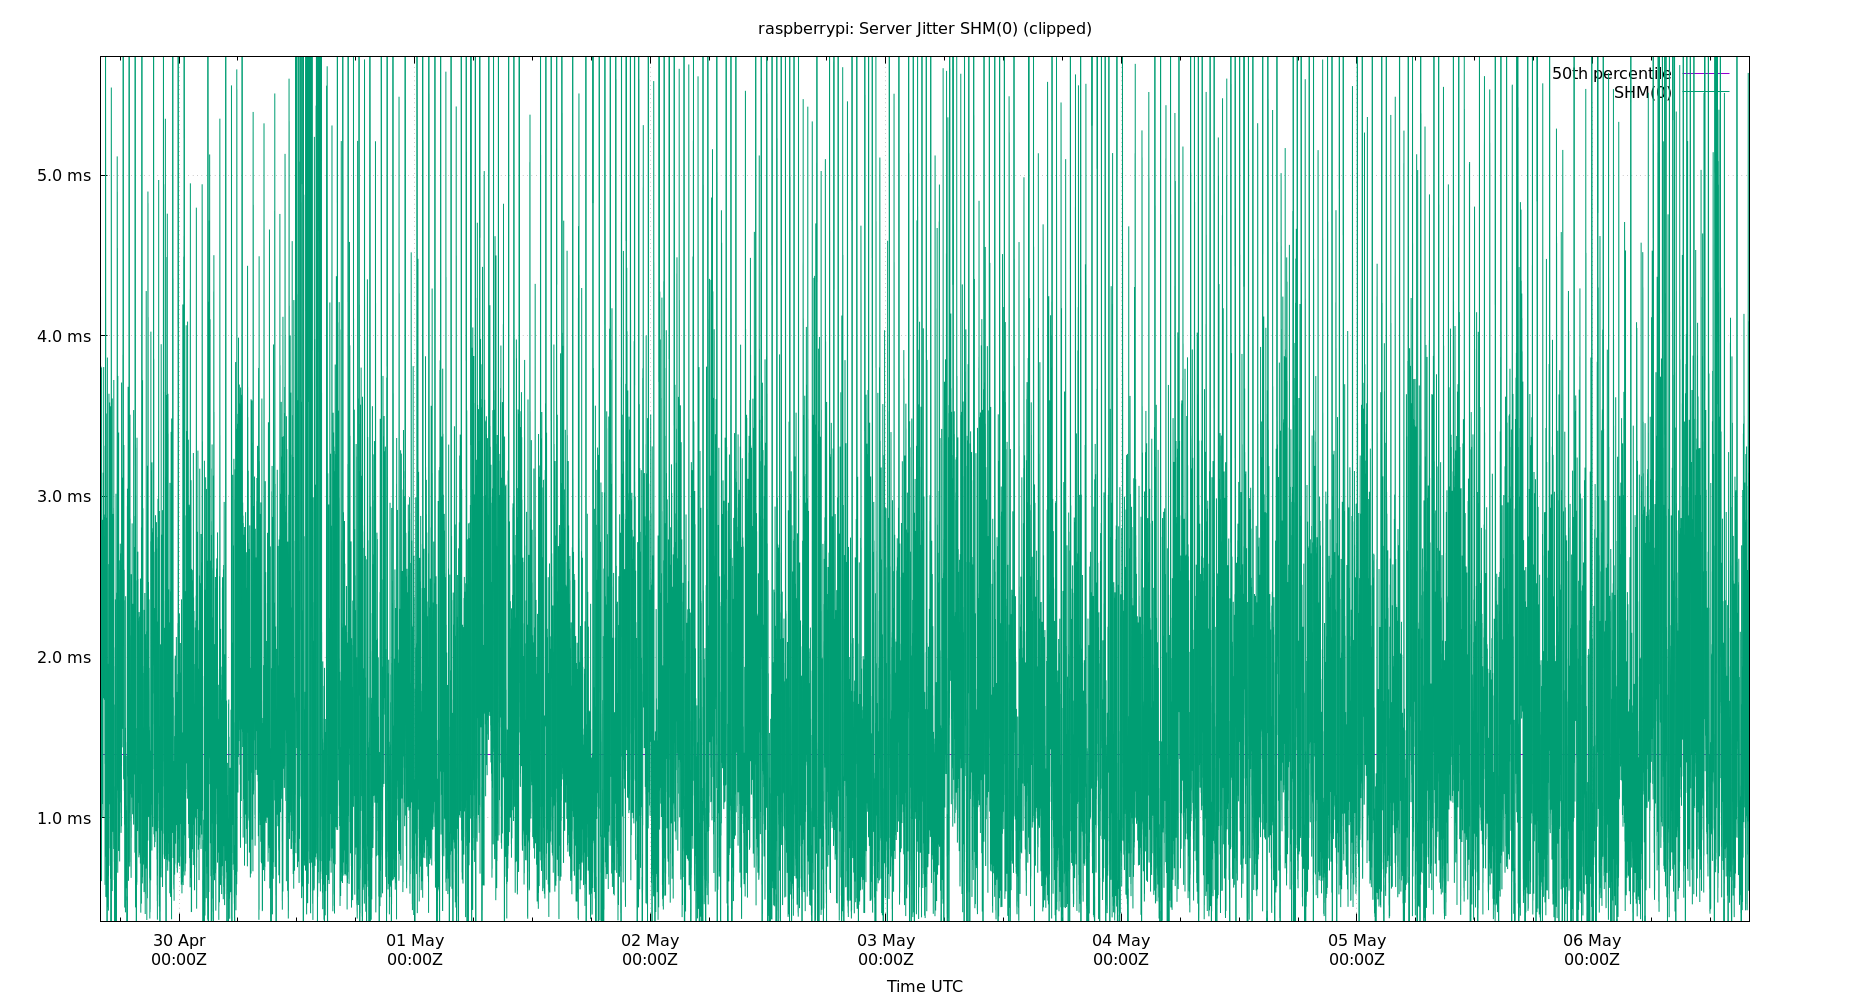 raspberrypi: Server Jitter SHM(0) (clipped)
50th percentile
SHM(0)
5.0 ms
4.0 ms
3.0 ms
2.0 ms
1.0 ms
30 Apr 01 May 02 May 03 May 04 May 05 May 06 May
00:00Z 00:00Z 00:00Z 00:00Z 00:00Z 00:00Z 00:00Z
Time UTC